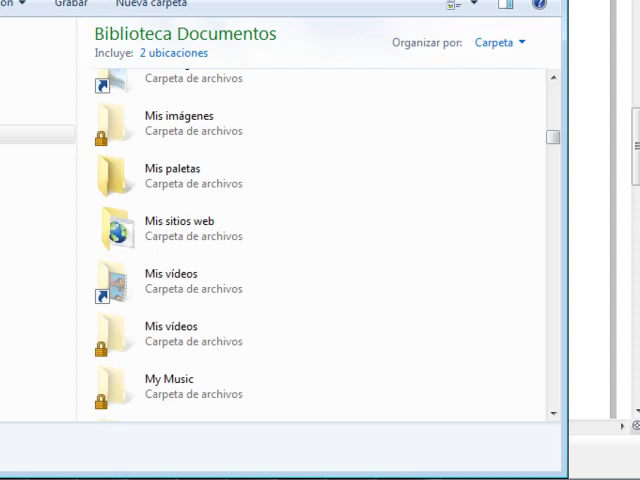 Grabar
Nueva carpeta
Biblioteca Documentos
Incluye: 2 ubicaciones
Organizar por: Carpeta
Carpeta de archivos
Mis imágenes
Carpeta de archivos
Mis paletas
Carpeta de archivos
Mis sitios web
Carpeta de archivos
Mis vídeos
Carpeta de archivos
Mis vídeos
Carpeta de archivos
My Music
Carpeta de archivos